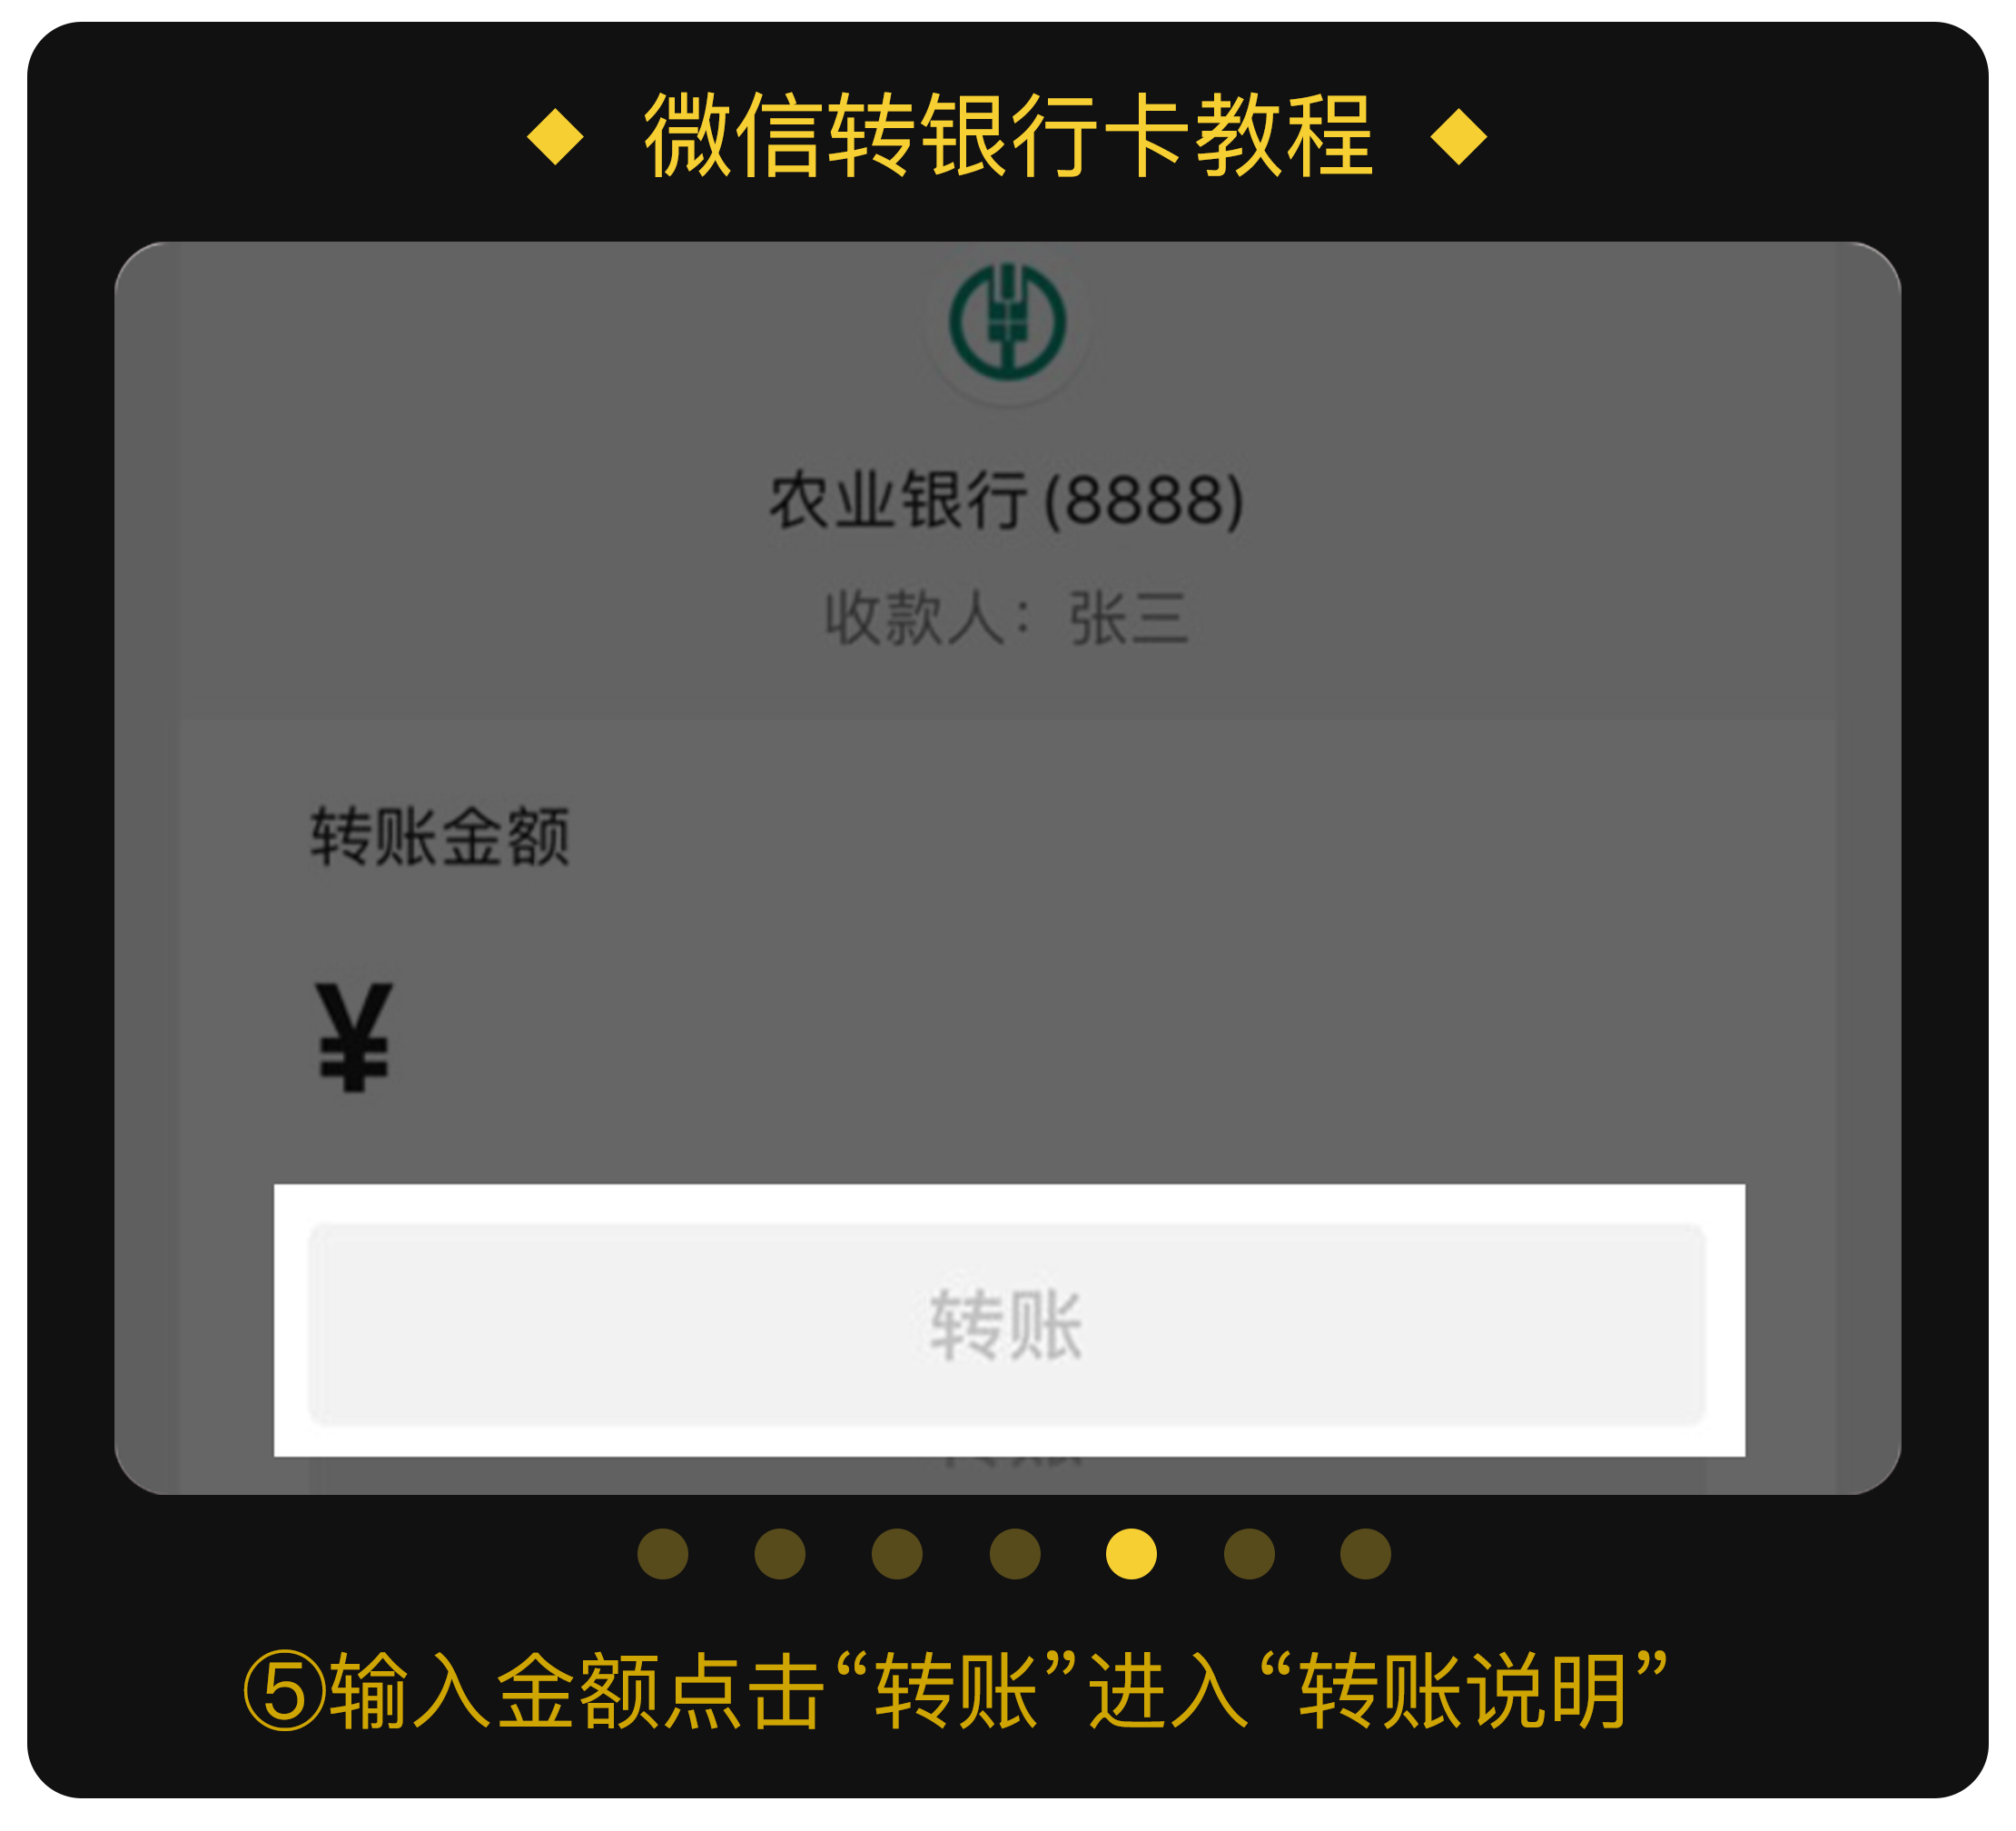 微信转银行卡教程
农业银行 (8888)
收款人：张三
转账金额
¥
转账
转账
⑤输入金额点击“转账”进入“转账说明”